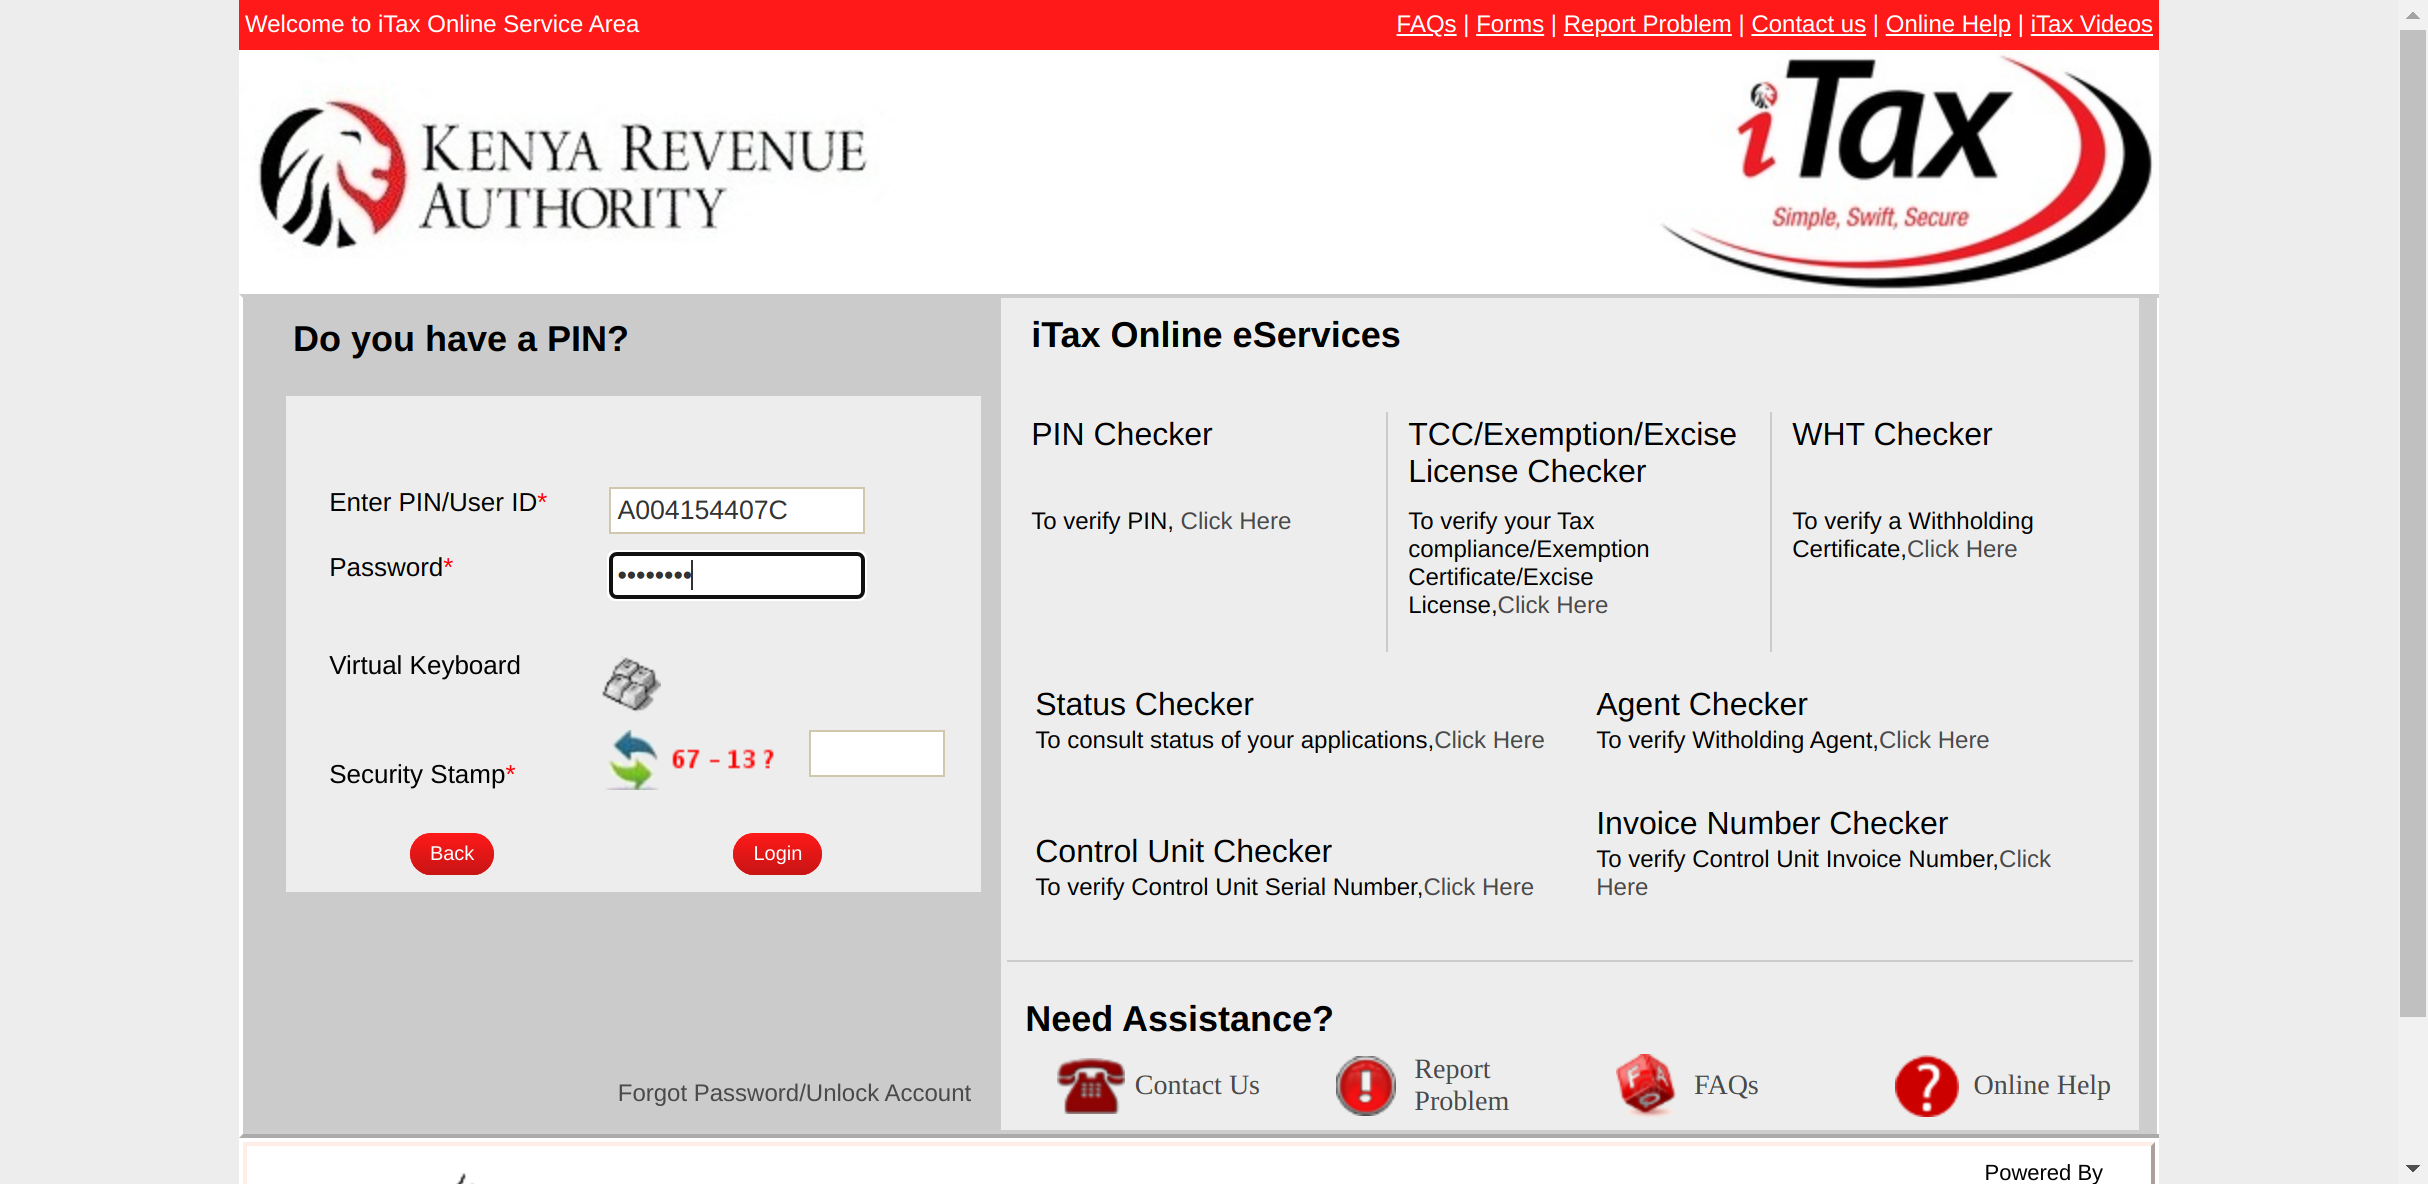 Welcome to iTax Online Service Area
FAQs | Forms | Report Problem | Contact us | Online Help | iTax Videos
KENYA REVENUE
AUTHORITY
iTax
Simple, Swift, Secure
Do you have a PIN?
Enter PIN/User ID*
A004154407C
Password*
••••••••
Virtual Keyboard
Security Stamp*
67 - 13 ?
Back
Login
Forgot Password/Unlock Account
iTax Online eServices
PIN Checker
To verify PIN, Click Here
TCC/Exemption/Excise
License Checker
To verify your Tax
compliance/Exemption
Certificate/Excise
License,Click Here
WHT Checker
To verify a Withholding
Certificate,Click Here
Status Checker
To consult status of your applications,Click Here
Agent Checker
To verify Witholding Agent,Click Here
Control Unit Checker
To verify Control Unit Serial Number,Click Here
Invoice Number Checker
To verify Control Unit Invoice Number,Click
Here
Need Assistance?
Contact Us
Report
Problem
FAQ
FAQs
?
Online Help
Powered By